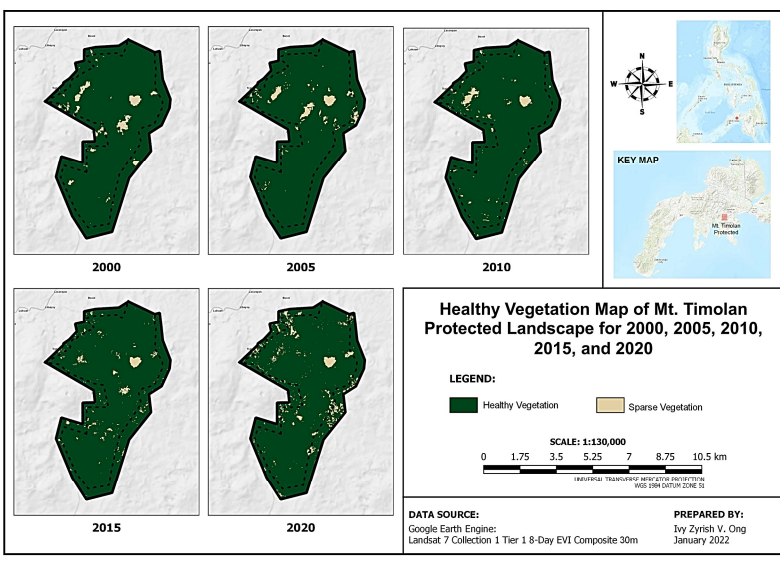 2000
2005
2010
N
W
E
S
KEY MAP
Mt. Timolan
Protected
2015
2020
Healthy Vegetation Map of Mt. Timolan
Protected Landscape for 2000, 2005, 2010,
2015, and 2020
LEGEND:
Healthy Vegetation
Sparse Vegetation
SCALE: 1:130,000
0 1.75 3.5 5.25 7 8.75 10.5 km
UNIVERSAL TRANSVERSE MERCATOR PROJECTION
WGS 1984 DATUM ZONE 51
DATA SOURCE:
Google Earth Engine:
Landsat 7 Collection 1 Tier 1 8-Day EVI Composite 30m
PREPARED BY:
Ivy Zyrish V. Ong
January 2022